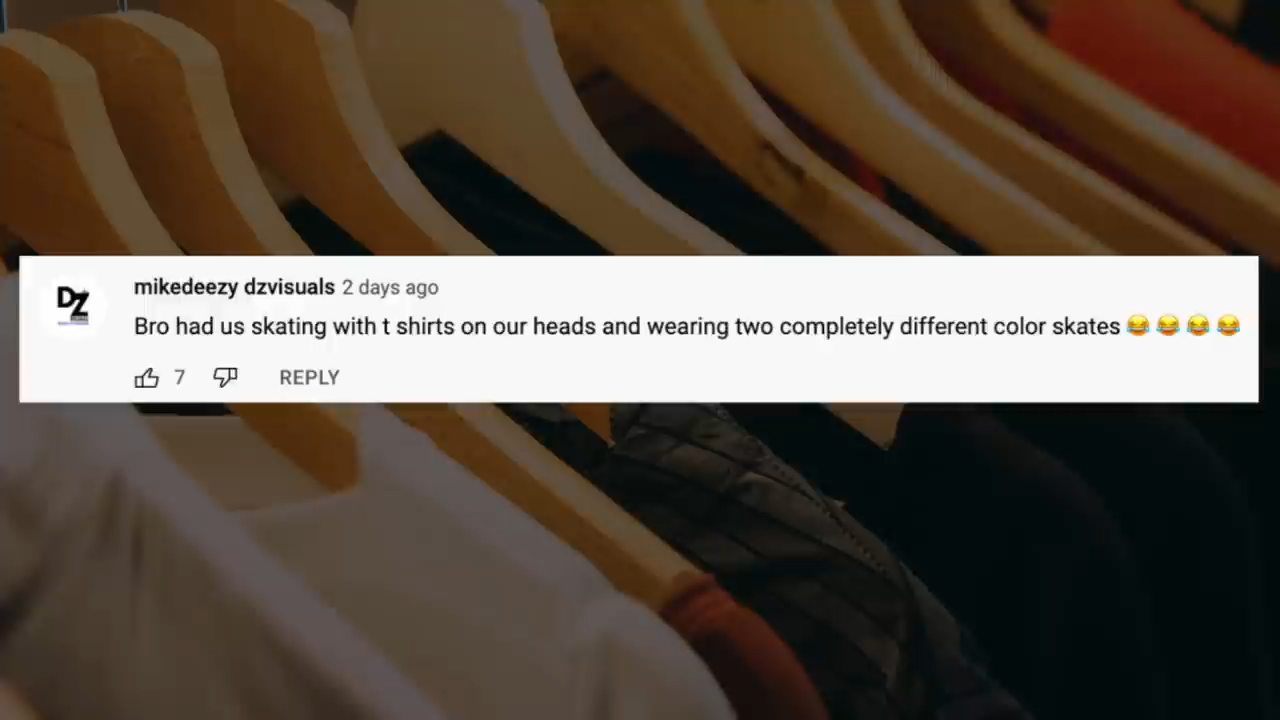 DZ
mikedeezy dzvisuals 2 days ago
Bro had us skating with t shirts on our heads and wearing two completely different color skates 😂😂😂😂
7 REPLY